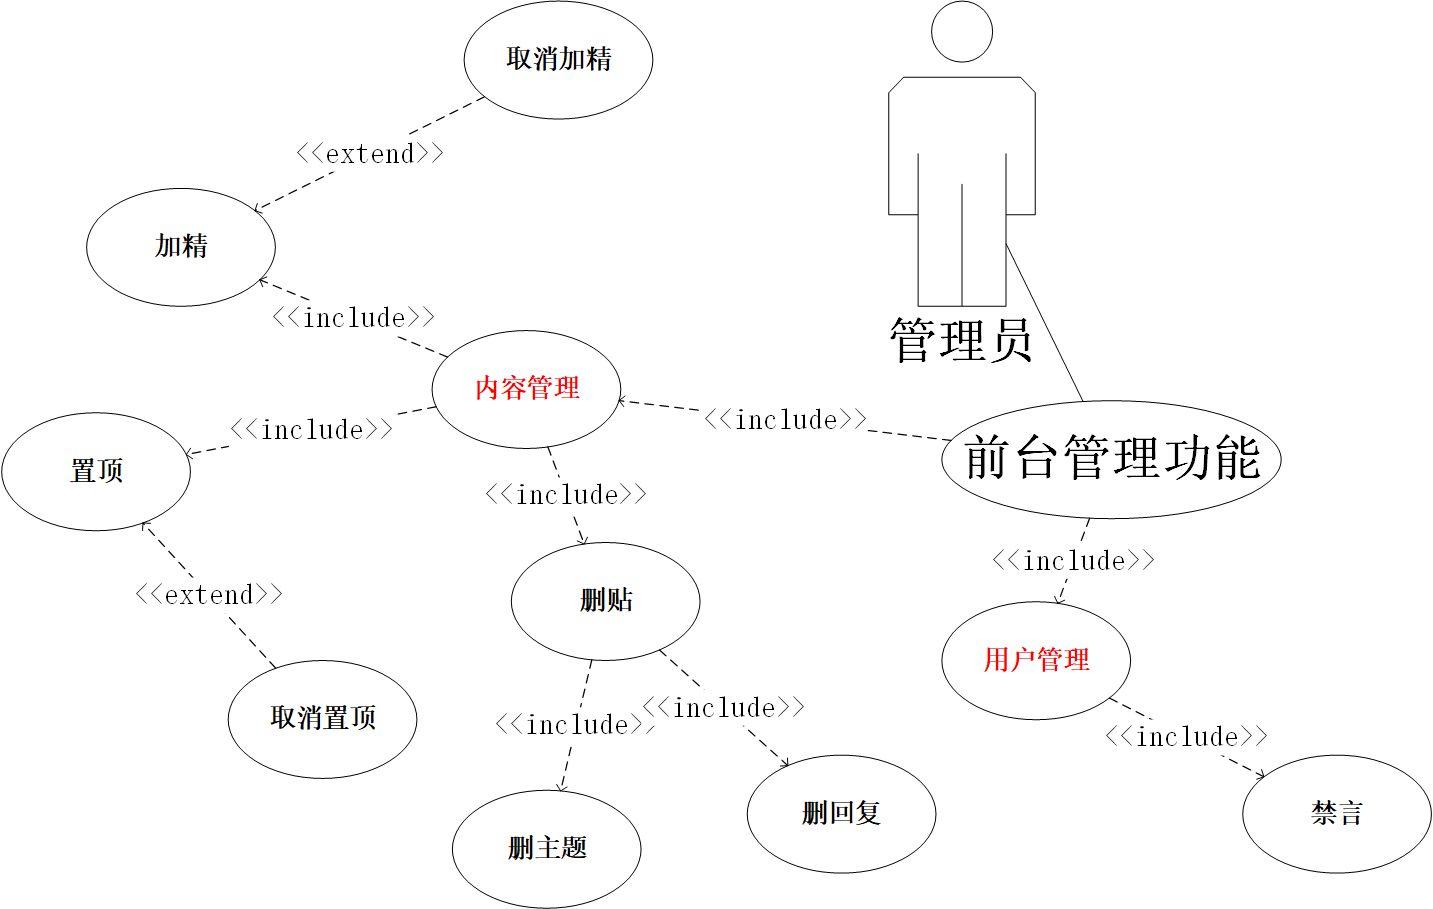 取消加精
<<extend>>
加精
<<include>>
管理员
内容管理
<<include>>
<<include>>
前台管理功能
置顶
<<include>>
<<include>>
<<extend>>
删贴
用户管理
取消置顶
<<include>>
<<include>>
<<include>>
删回复
禁言
删主题